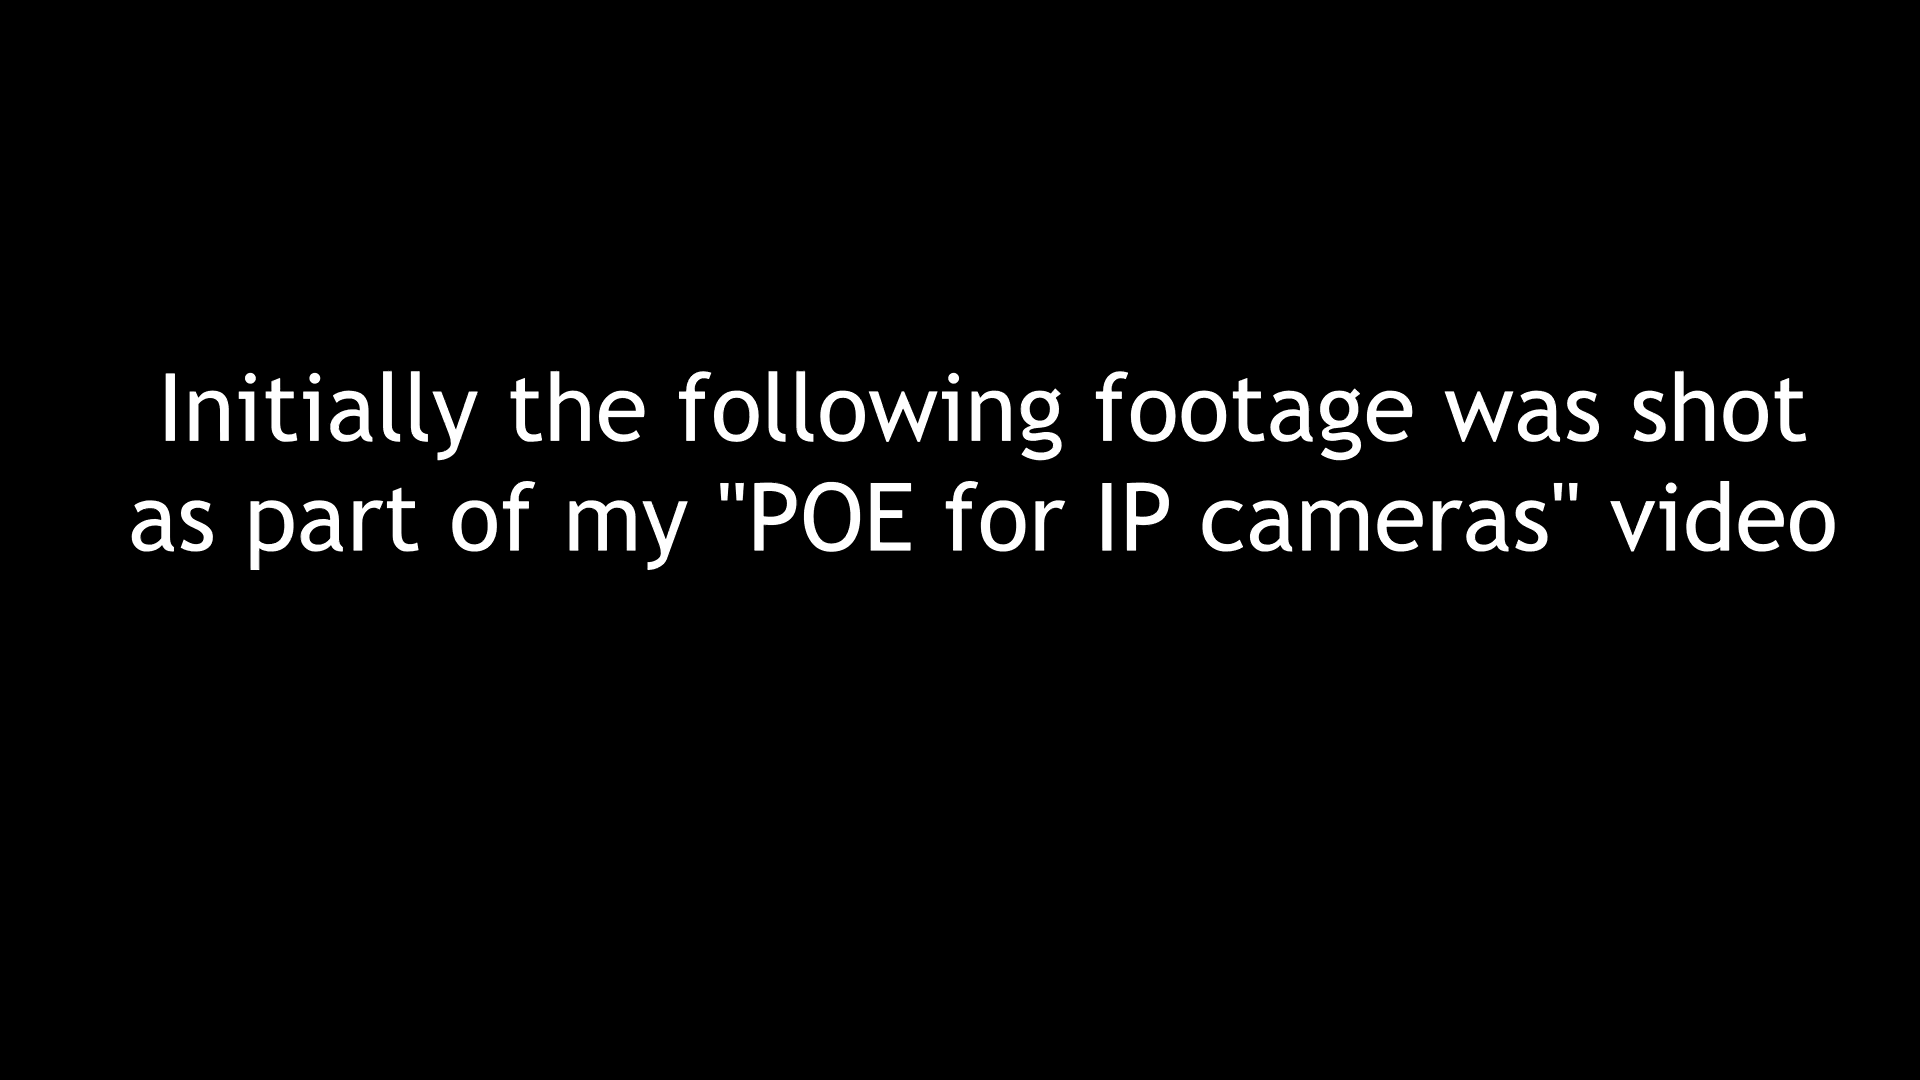 Initially the following footage was shot
as part of my "POE for IP cameras" video